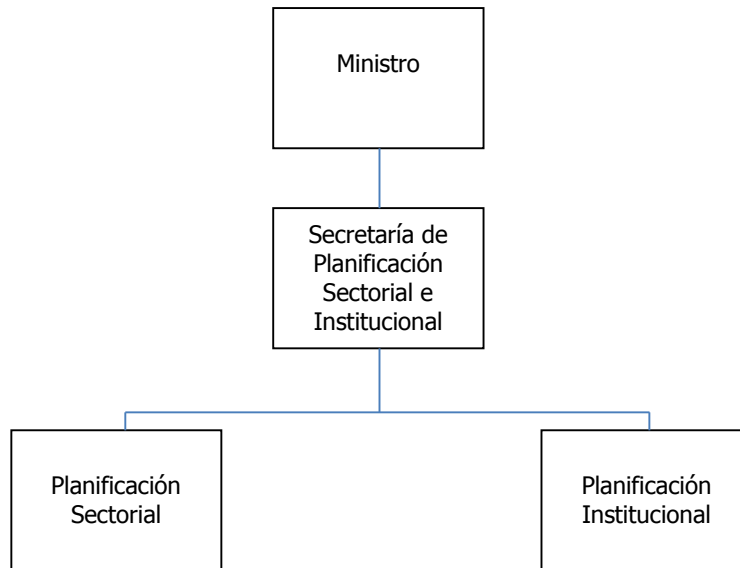 Ministro
Secretaría de
Planificación
Sectorial e
Institucional
Planificación
Sectorial
Planificación
Institucional